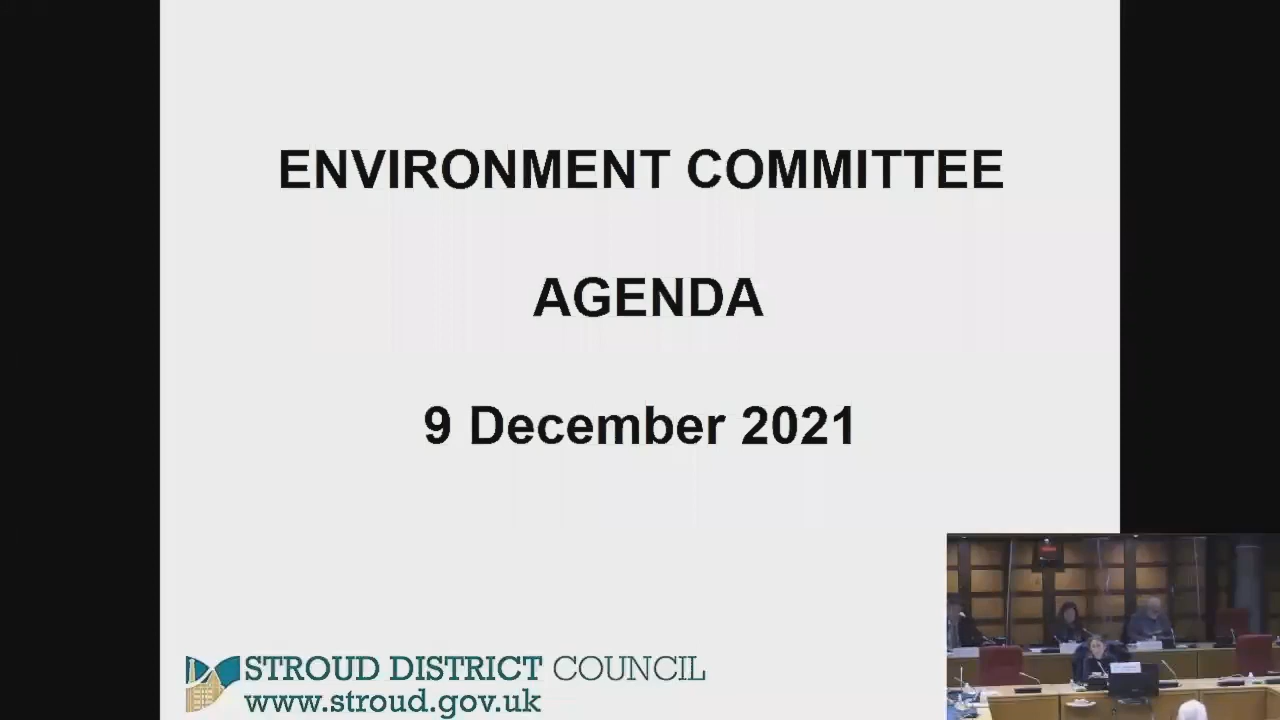 ENVIRONMENT COMMITTEE
AGENDA
9 December 2021
STROUD DISTRICT COUNCIL
www.stroud.gov.uk